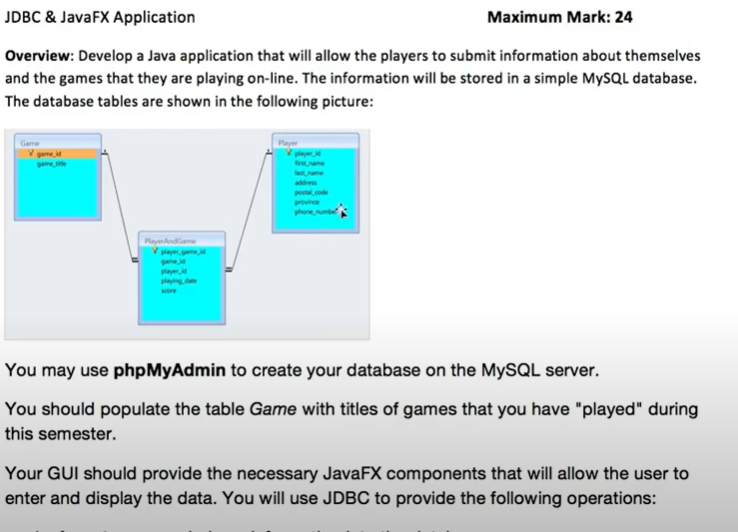 JDBC & JavaFX Application Maximum Mark: 24
Overview: Develop a Java application that will allow the players to submit information about themselves
and the games that they are playing on-line. The information will be stored in a simple MySQL database.
The database tables are shown in the following picture:
Game
game_id
game_title
Player
player_id
first_name
last_name
address
postal_code
province
phone_number
PlayerAndGame
player_game_id
game_id
player_id
playing_date
score
You may use phpMyAdmin to create your database on the MySQL server.
You should populate the table Game with titles of games that you have "played" during
this semester.
Your GUI should provide the necessary JavaFX components that will allow the user to
enter and display the data. You will use JDBC to provide the following operations: